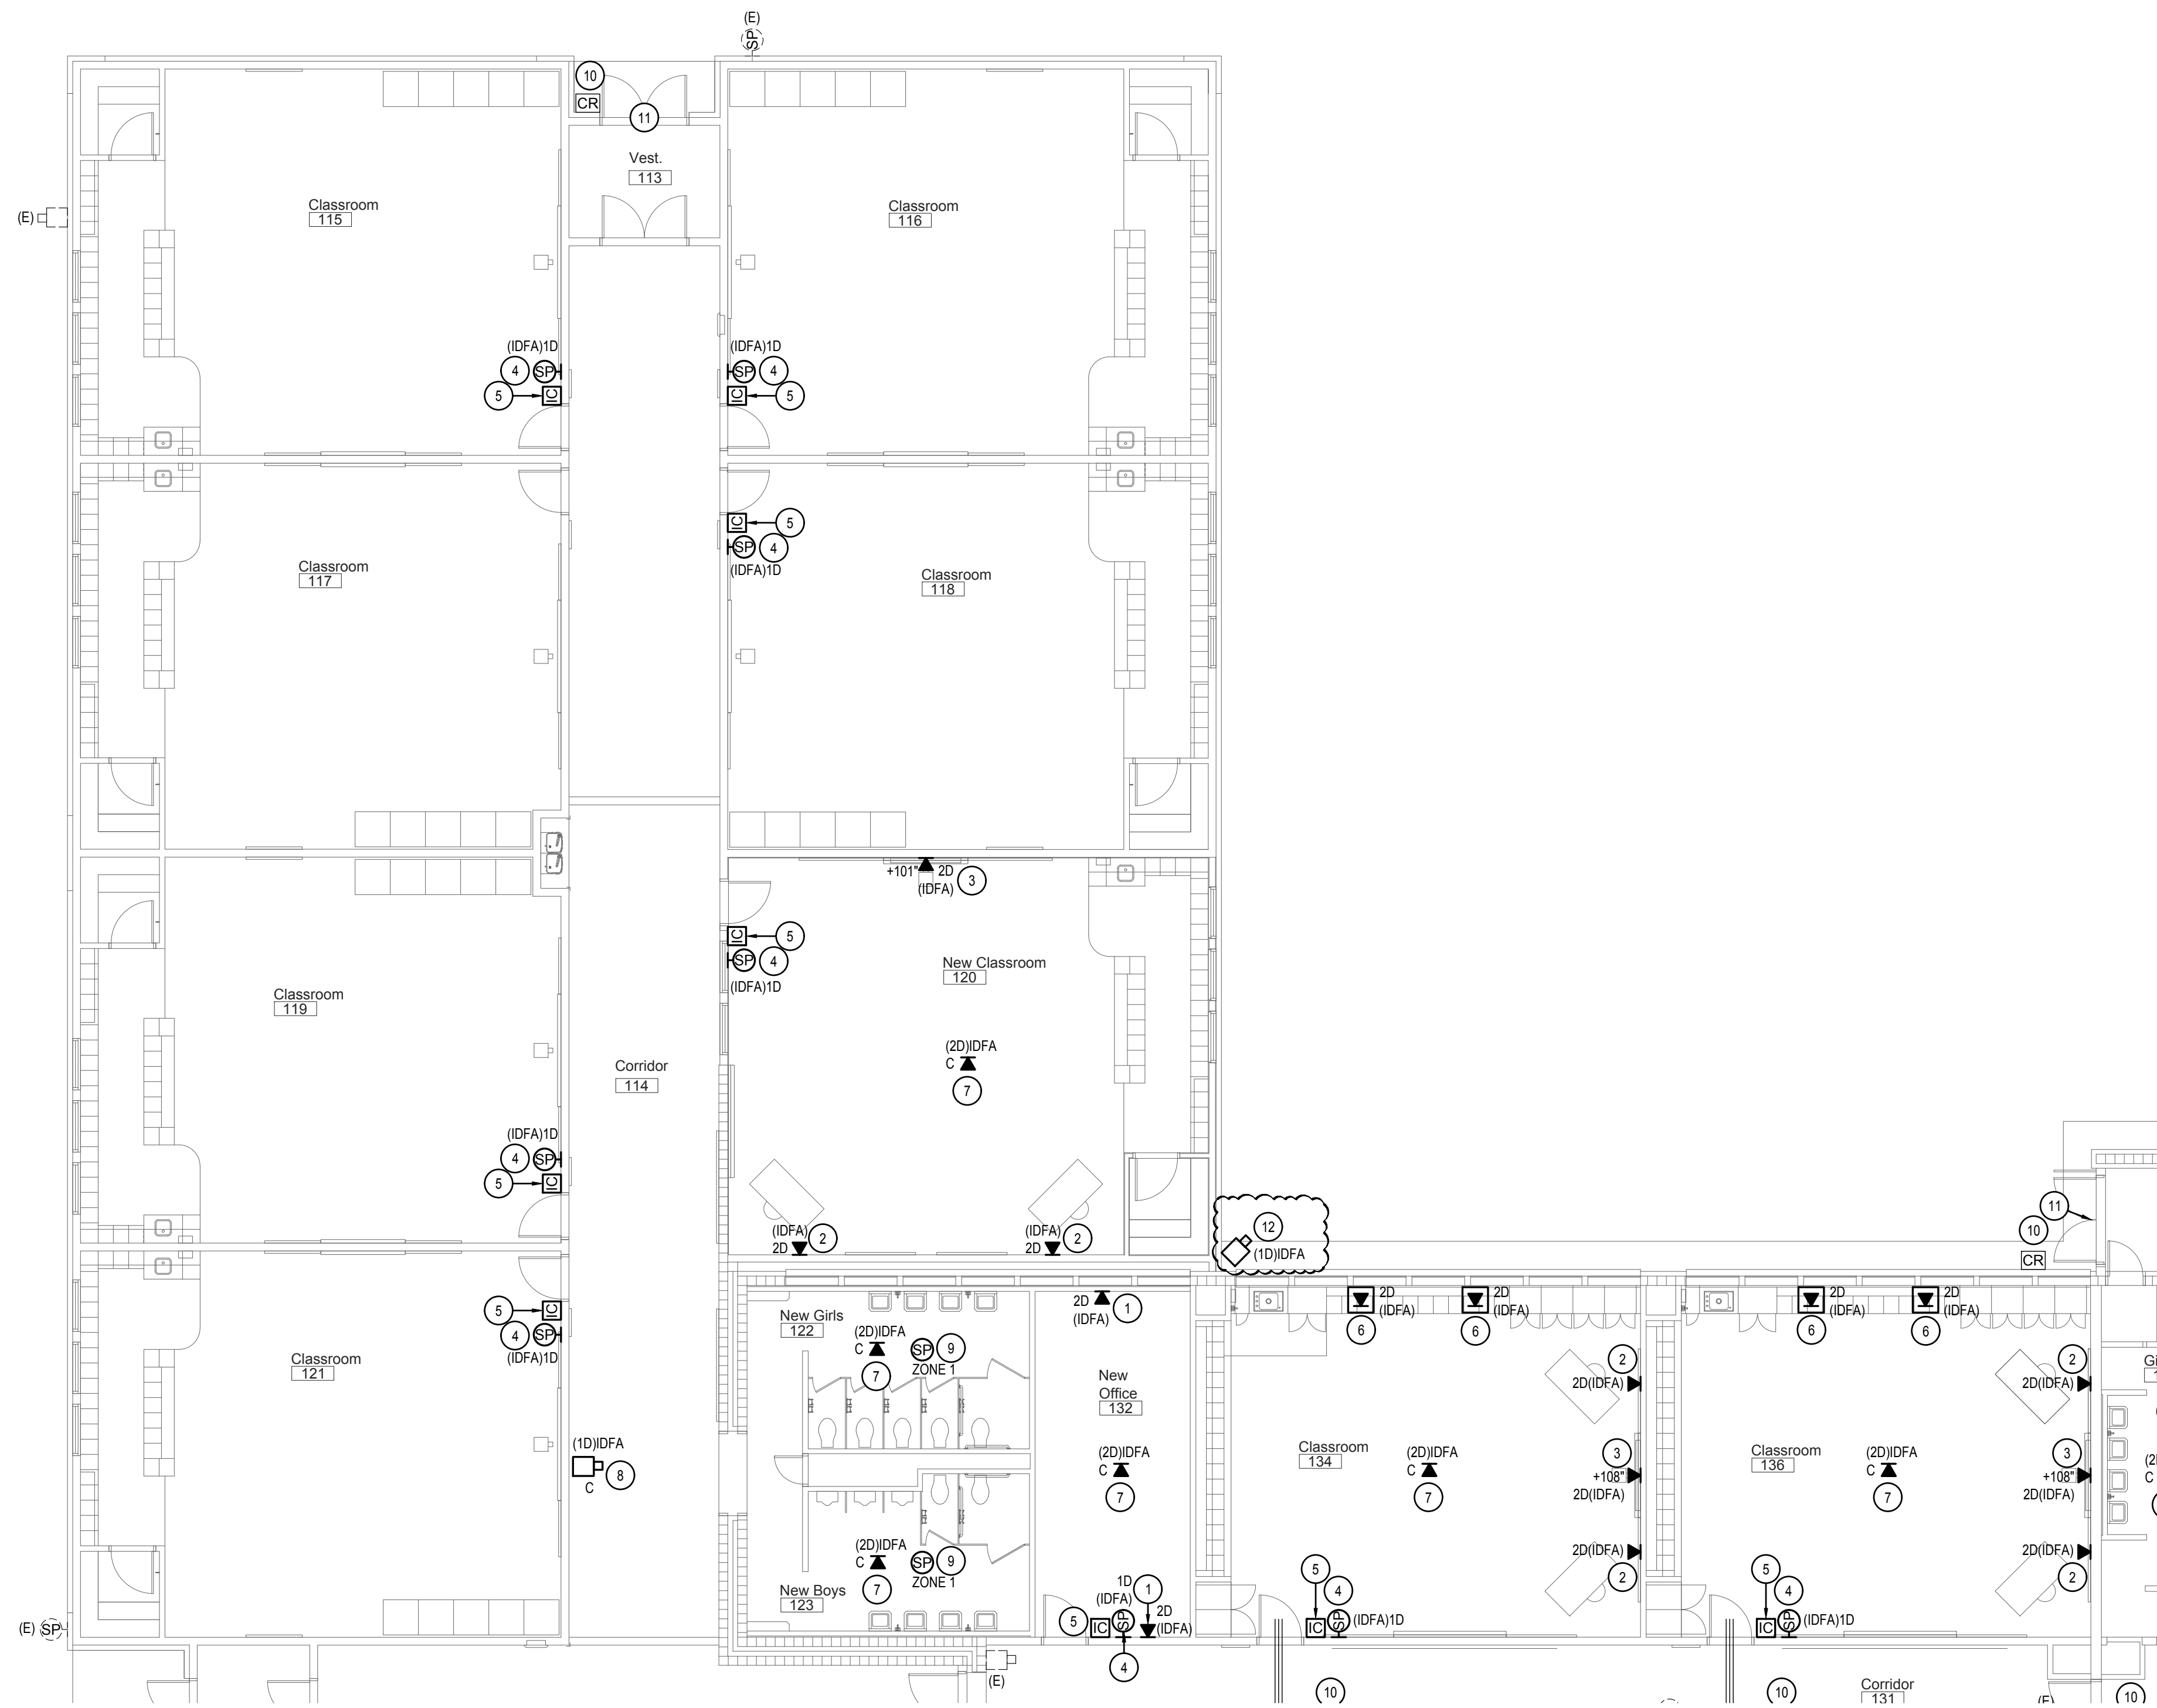 (E)
SP
10
CR
11
Vest.
113
Classroom
115
Classroom
116
(E)
(IDFA)1D
4
SP
5
IC
(IDFA)1D
SP
4
IC
5
IC
5
SP
4
(IDFA)1D
Classroom
117
Classroom
118
+101"
2D
(IDFA)
3
IC
5
SP
4
(IDFA)1D
New Classroom
120
Classroom
119
(2D)IDFA
C
7
Corridor
114
(IDFA)1D
4
SP
5
IC
(IDFA)
2D
2
(IDFA)
2D
2
12
(1D)IDFA
11
10
CR
5
IC
4
SP
(IDFA)1D
Classroom
121
New Girls
122
(2D)IDFA
C
7
SP
9
ZONE 1
2D
(IDFA)
1
2D
(IDFA)
6
2D
(IDFA)
6
2D
(IDFA)
6
2D
(IDFA)
6
New
Office
132
2
2D(IDFA)
2
2D(IDFA)
(1D)IDFA
8
C
(2D)IDFA
C
7
Classroom
134
(2D)IDFA
C
7
3
+108"
2D(IDFA)
Classroom
136
(2D)IDFA
C
7
3
+108"
2D(IDFA)
C
(2D)IDFA
C
7
SP
9
ZONE 1
New Boys
123
2D(IDFA)
2
2D(IDFA)
2
(E)
SP
5
IC
1D
(IDFA)
SP
4
1
2D
(IDFA)
5
IC
4
SP
(IDFA)1D
5
IC
4
SP
(IDFA)1D
(E)
10
10
Corridor
131
(E)
10